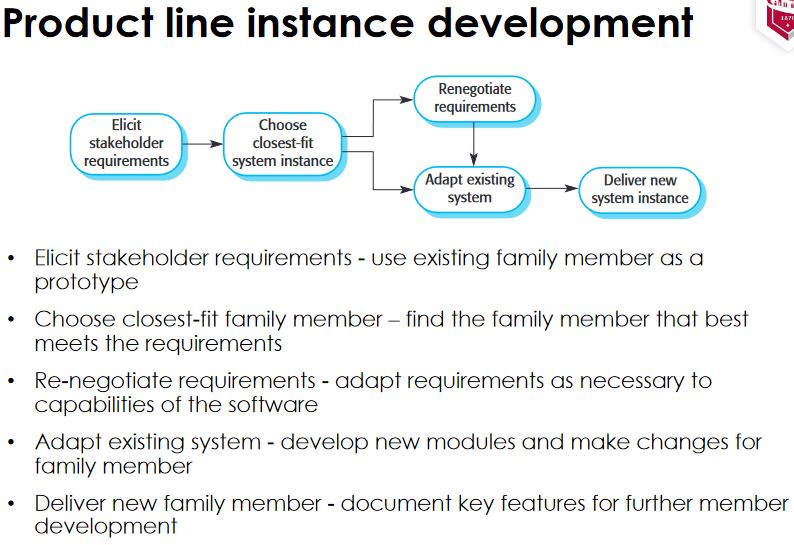 Product line instance development
1870
Elicit
stakeholder
requirements
Choose
closest-fit
system instance
Renegotiate
requirements
Adapt existing
system
Deliver new
system instance
• Elicit stakeholder requirements - use existing family member as a
prototype
• Choose closest-fit family member – find the family member that best
meets the requirements
• Re-negotiate requirements - adapt requirements as necessary to
capabilities of the software
• Adapt existing system - develop new modules and make changes for
family member
• Deliver new family member - document key features for further member
development